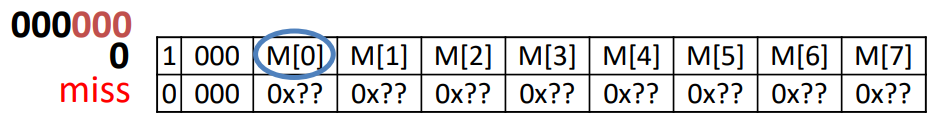 000000
0 1 000 M[0] M[1] M[2] M[3] M[4] M[5] M[6] M[7]
miss 0 000 0x?? 0x?? 0x?? 0x?? 0x?? 0x?? 0x?? 0x??